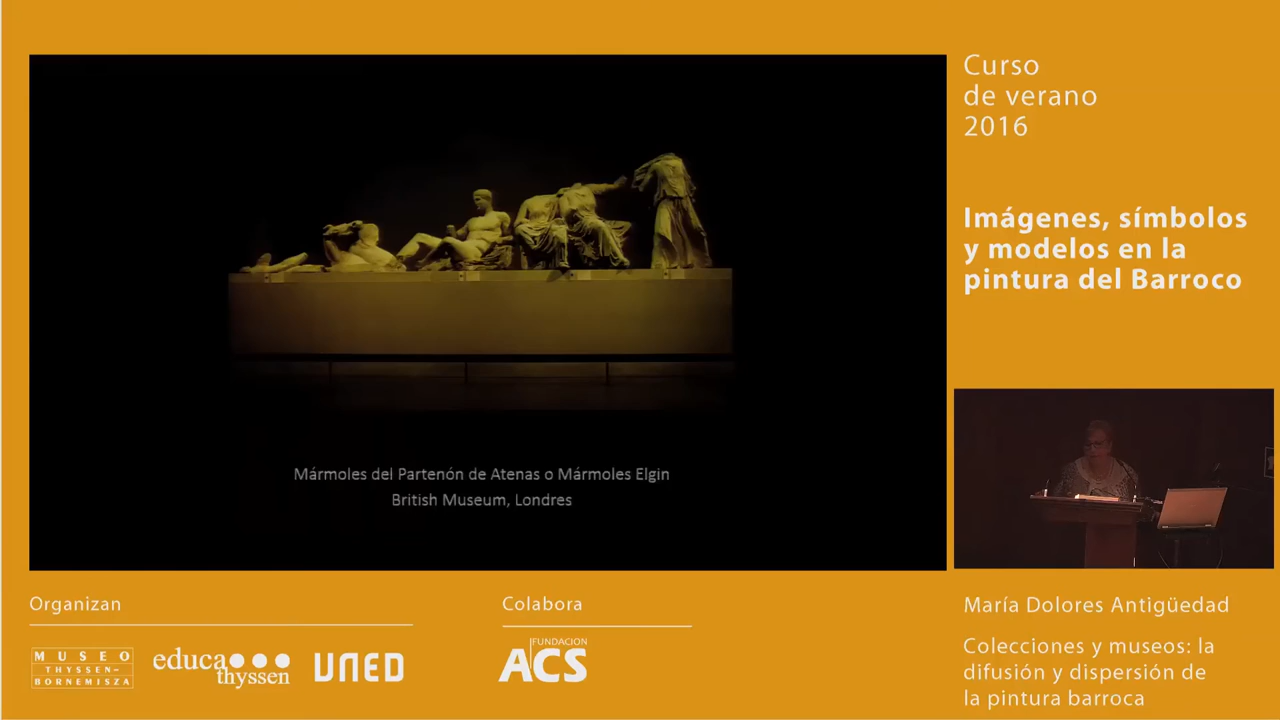 Curso
de verano
2016
Imágenes, símbolos
y modelos en la
pintura del Barroco
Mármoles del Partenón de Atenas o Mármoles Elgin
British Museum, Londres
Organizan
MUSEO
THYSSEN-
BORNEMISZA
educa
thyssen
UNED
Colabora
FUNDACION
ACS
María Dolores Antigüedad
Colecciones y museos: la
difusión y dispersión de
la pintura barroca